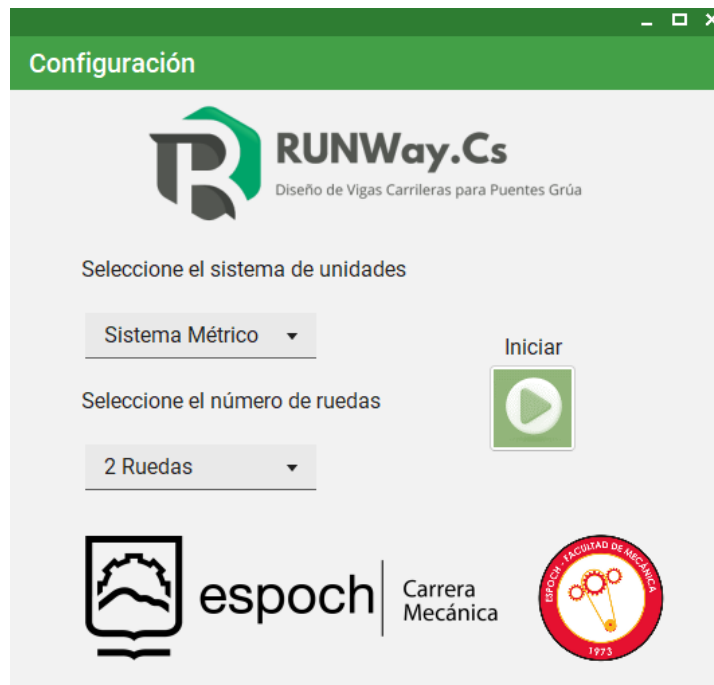 Configuración
RUNWay.Cs
Diseño de Vigas Carrileras para Puentes Grúa
Seleccione el sistema de unidades
Sistema Métrico
Iniciar
Seleccione el número de ruedas
2 Ruedas
espoch
Carrera
Mecánica
ESPOCH - FACULTAD DE MECÁNICA
1973